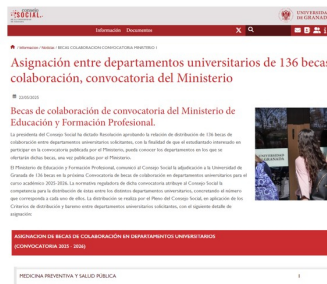 consejo
SOCIAL
UNIVERSIDAD
DE GRANADA
Información Documentos
Información / Noticias / BECAS COLABORACION CONVOCATORIA MINISTERIO 1
Asignación entre departamentos universitarios de 136 becas
colaboración, convocatoria del Ministerio
23/05/2025
Becas de colaboración de convocatoria del Ministerio de
Educación y Formación Profesional.
La presidenta del Consejo Social ha dictado Resolución aprobando la relación de distribución de 136 becas de
colaboración entre departamentos universitarios solicitantes, con la finalidad de que el estudiantado interesado en
participar en la convocatoria publicada por el Ministerio, pueda conocer los departamentos en los que se
ofertarán dichas becas, una vez publicadas por el Ministerio.
El Ministerio de Educación y Formación Profesional, comunicó al Consejo Social la adjudicación a la Universidad de
Granada de 136 becas en la próxima Convocatoria de becas de colaboración en departamentos universitarios para el
curso académico 2025-2026. La normativa reguladora de dicha convocatoria atribuye al Consejo Social la
competencia para la distribución de éstas entre los distintos departamentos universitarios, concretando el número
que corresponda a cada uno de ellos. La distribución se realiza por el Pleno del Consejo Social, en aplicación de los
Criterios de distribución y baremo entre departamentos universitarios solicitantes, con el siguiente detalle de
asignación:
ASIGNACION DE BECAS DE COLABORACIÓN EN DEPARTAMENTOS UNIVERSITARIOS
(CONVOCATORIA 2025 - 2026)
MEDICINA PREVENTIVA Y SALUD PÚBLICA 3